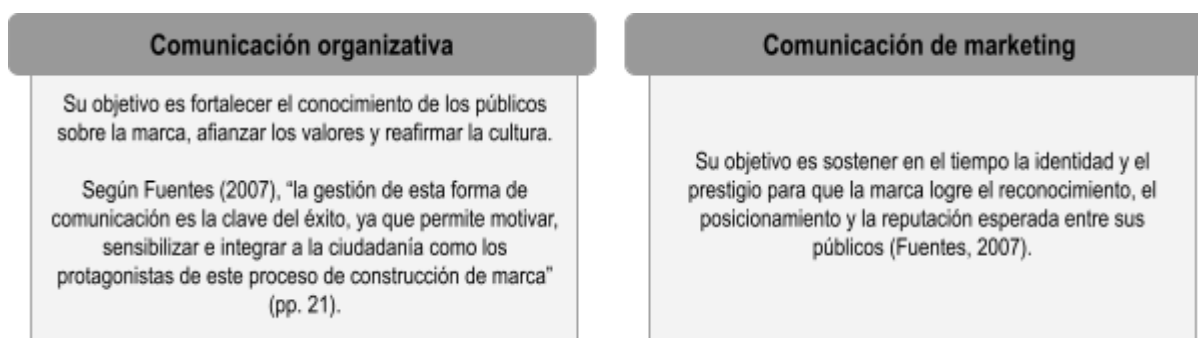 Comunicación organizativa
Su objetivo es fortalecer el conocimiento de los públicos
sobre la marca, afianzar los valores y reafirmar la cultura.
Según Fuentes (2007), “la gestión de esta forma de
comunicación es la clave del éxito, ya que permite motivar,
sensibilizar e integrar a la ciudadanía como los
protagonistas de este proceso de construcción de marca”
(pp. 21).
Comunicación de marketing
Su objetivo es sostener en el tiempo la identidad y el
prestigio para que la marca logre el reconocimiento, el
posicionamiento y la reputación esperada entre sus
públicos (Fuentes, 2007).